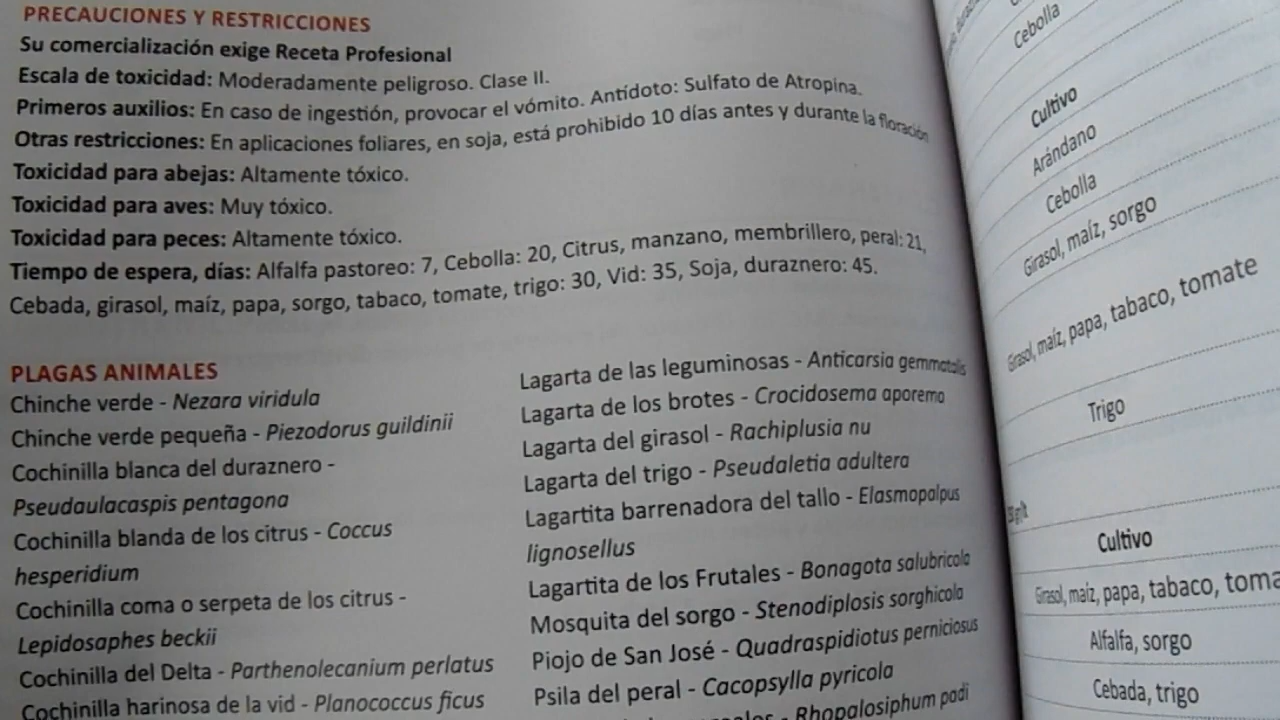 PRECAUCIONES Y RESTRICCIONES
Su comercialización exige Receta Profesional
Escala de toxicidad: Moderadamente peligroso. Clase II.
Primeros auxilios: En caso de ingestión, provocar el vómito. Antídoto: Sulfato de Atropina.
Otras restricciones: En aplicaciones foliares, en soja, está prohibido 10 días antes y durante la floración
Toxicidad para abejas: Altamente tóxico.
Toxicidad para aves: Muy tóxico.
Toxicidad para peces: Altamente tóxico.
Tiempo de espera, días: Alfalfa pastoreo: 7, Cebolla: 20, Citrus, manzano, membrillero, peral: 21,
Cebada, girasol, maíz, papa, sorgo, tabaco, tomate, trigo: 30, Vid: 35, Soja, duraznero: 45.
PLAGAS ANIMALES
Chinche verde - Nezara viridula
Chinche verde pequeña - Piezodorus guildinii
Cochinilla blanca del duraznero -
Pseudaulacaspis pentagona
Cochinilla blanda de los citrus - Coccus
hesperidium
Cochinilla coma o serpeta de los citrus -
Lepidosaphes beckii
Cochinilla del Delta - Parthenolecanium perlatus
Cochinilla harinosa de la vid - Planococcus ficus
Lagarta de las leguminosas - Anticarsia gemmatalis
Lagarta de los brotes - Crocidosema aporema
Lagarta del girasol - Rachiplusia nu
Lagarta del trigo - Pseudaletia adultera
Lagartita barrenadora del tallo - Elasmopalpus
lignosellus
Lagartita de los Frutales - Bonagota salubricola
Mosquita del sorgo - Stenodiplosis sorghicola
Piojo de San José - Quadraspidiotus perniciosus
Psila del peral - Cacopsylla pyricola
Rhopalosiphum padi
Cebolla
Cultivo
Arándano
Cebolla
Girasol, maíz, sorgo
Girasol, maíz, papa, tabaco, tomate
Trigo
Cultivo
Girasol, maíz, papa, tabaco, toma
Alfalfa, sorgo
Cebada, trigo